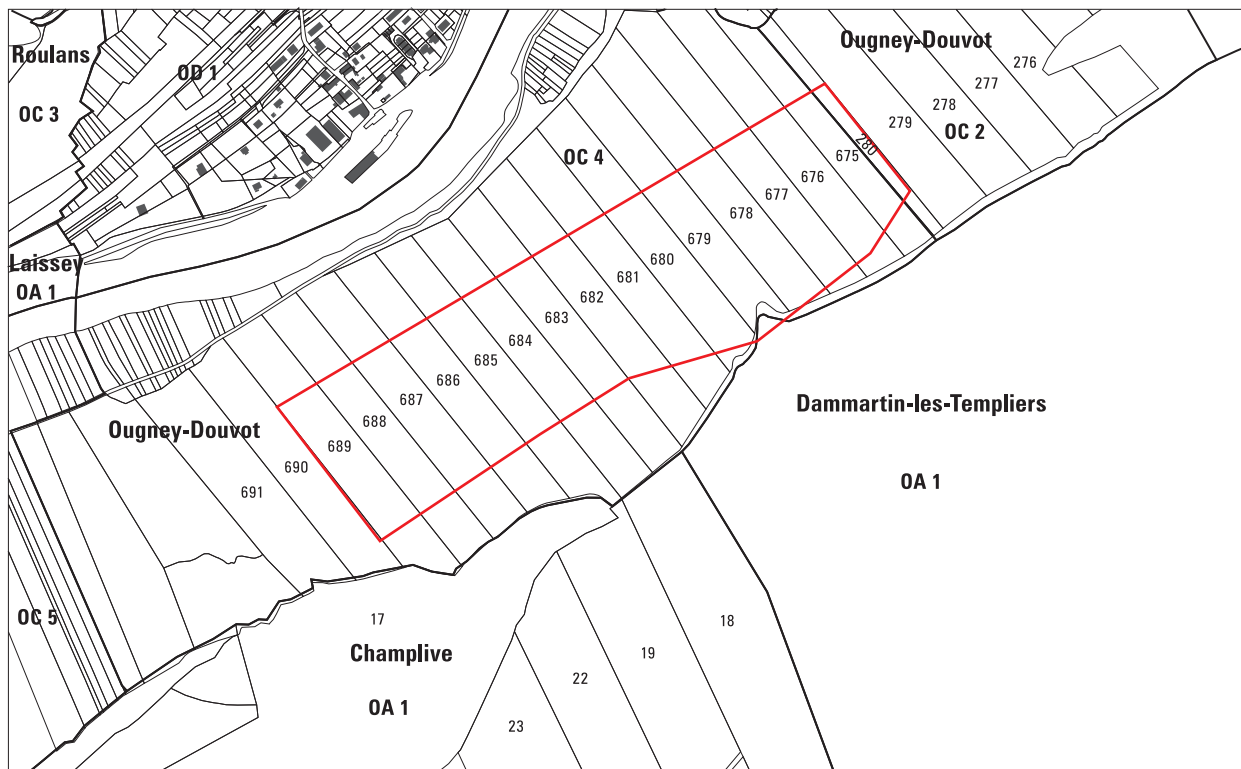 Roulans
OC 3
OD 1
Ougney-Douvot
276
277
278
279
OC 2
280
675
676
677
678
679
680
681
682
683
684
685
686
687
688
689
690
691
OC 4
Laissey
OA 1
Ougney-Douvot
Dammartin-les-Templiers
OA 1
OC 5
17
Champlive
OA 1
18
19
22
23